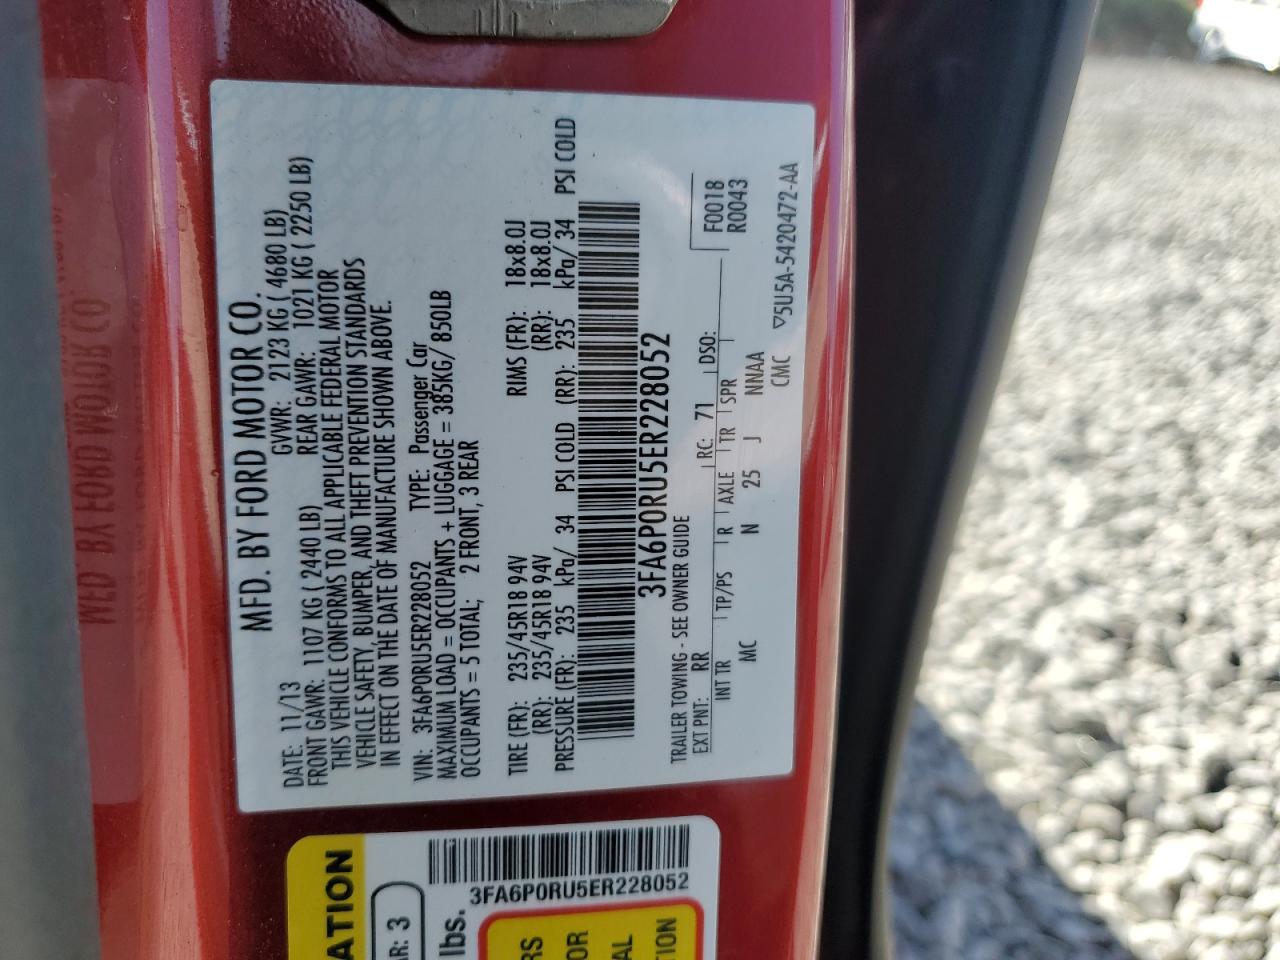 MFD. BY FORD MOTOR CO.
DATE: 11/13 GVWR: 2123 KG ( 4680 LB)
FRONT GAWR: 1107 KG ( 2440 LB) REAR GAWR: 1021 KG ( 2250 LB)
THIS VEHICLE CONFORMS TO ALL APPLICABLE FEDERAL MOTOR
VEHICLE SAFETY, BUMPER, AND THEFT PREVENTION STANDARDS
IN EFFECT ON THE DATE OF MANUFACTURE SHOWN ABOVE.
VIN: 3FA6P0RU5ER228052 TYPE: Passenger Car
MAXIMUM LOAD = OCCUPANTS + LUGGAGE = 385KG/ 850LB
OCCUPANTS = 5 TOTAL, 2 FRONT, 3 REAR
TIRE (FR): 235/45R18 94V RIMS (FR): 18x8.0J
(RR): 235/45R18 94V (RR): 18x8.0J
PRESSURE (FR): 235 kPa/ 34 PSI COLD (RR): 235 kPa/ 34 PSI COLD
3FA6P0RU5ER228052
TRAILER TOWING - SEE OWNER GUIDE F0018
EXT PNT: RR RC: 71 DSO: R0043
INT TR TP/PS R AXLE TR SPR
MC N 25 J NNAA
CMC ▽5U5A-5420472-AA
ATION
AR: 3
3FA6P0RU5ER228052
lbs.
RS
OR
AL
TION